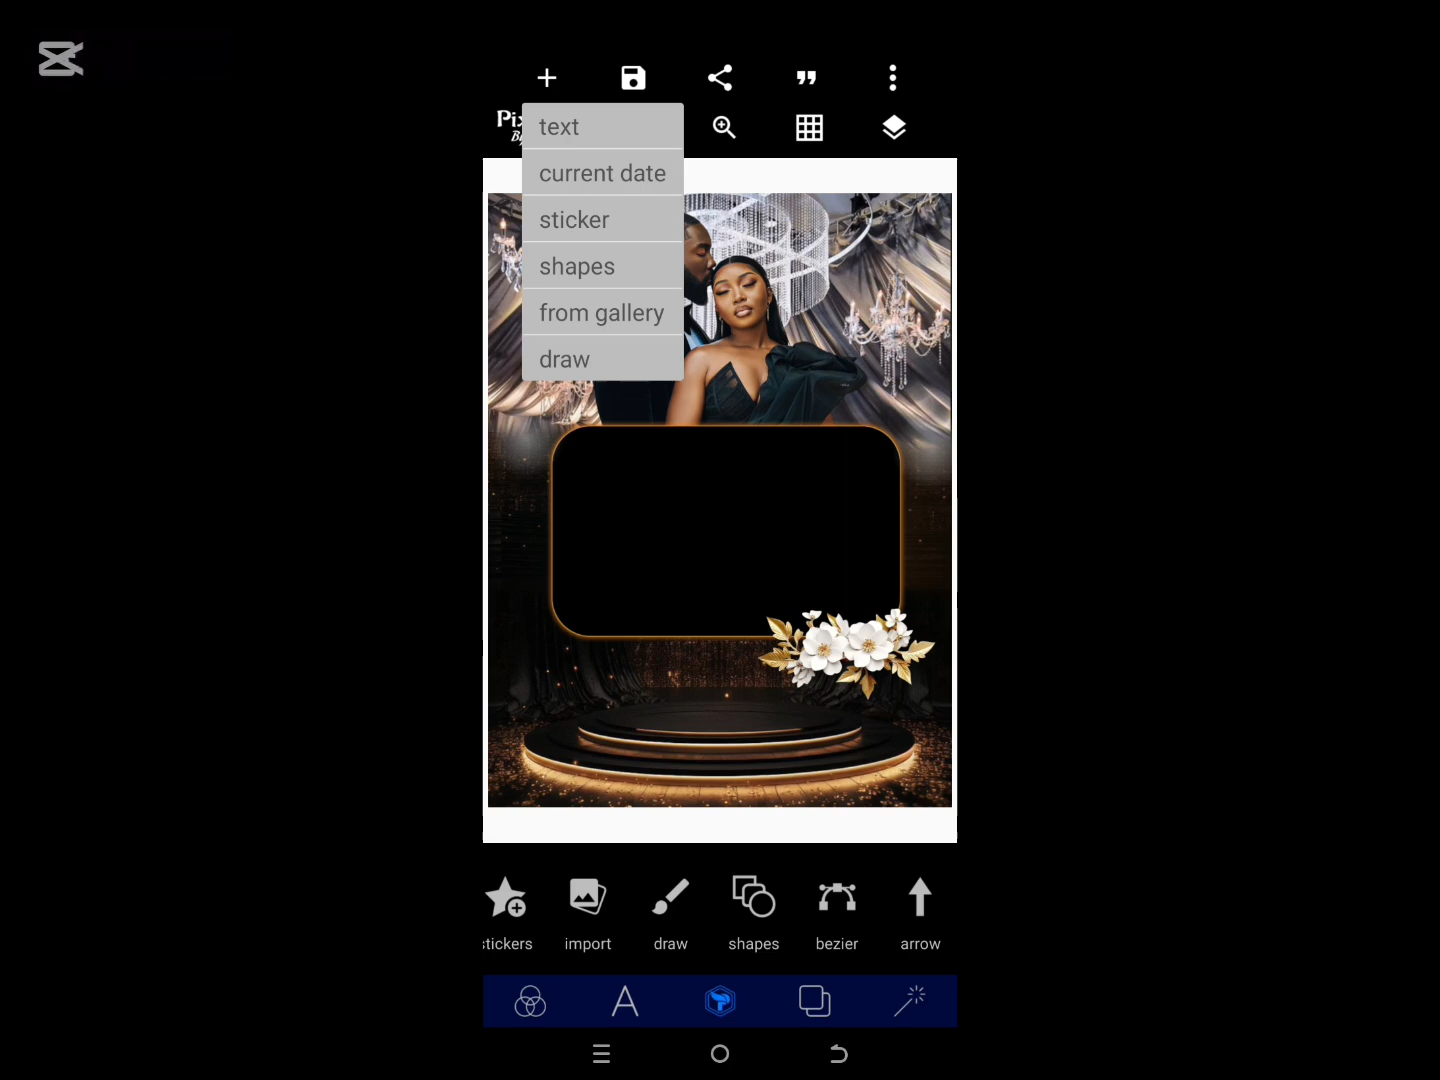 text
current date
sticker
shapes
from gallery
draw
stickers
import
draw
shapes
bezier
arrow